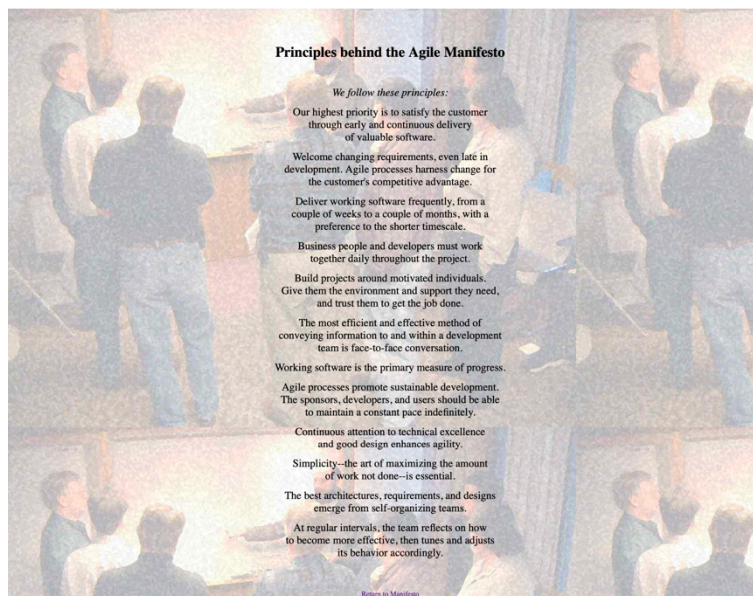 Principles behind the Agile Manifesto
We follow these principles:
Our highest priority is to satisfy the customer
through early and continuous delivery
of valuable software.
Welcome changing requirements, even late in
development. Agile processes harness change for
the customer's competitive advantage.
Deliver working software frequently, from a
couple of weeks to a couple of months, with a
preference to the shorter timescale.
Business people and developers must work
together daily throughout the project.
Build projects around motivated individuals.
Give them the environment and support they need,
and trust them to get the job done.
The most efficient and effective method of
conveying information to and within a development
team is face-to-face conversation.
Working software is the primary measure of progress.
Agile processes promote sustainable development.
The sponsors, developers, and users should be able
to maintain a constant pace indefinitely.
Continuous attention to technical excellence
and good design enhances agility.
Simplicity--the art of maximizing the amount
of work not done--is essential.
The best architectures, requirements, and designs
emerge from self-organizing teams.
At regular intervals, the team reflects on how
to become more effective, then tunes and adjusts
its behavior accordingly.
Return to Manifesto